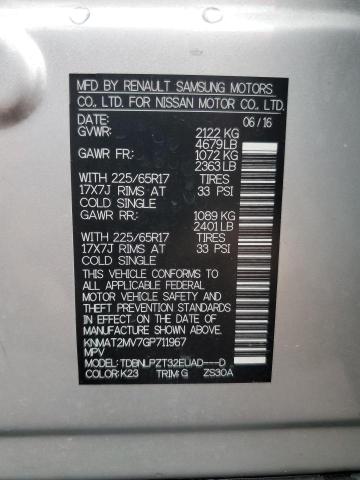 MFD BY RENAULT SAMSUNG MOTORS
CO., LTD. FOR NISSAN MOTOR CO., LTD.
DATE: 06/16
GVWR: 2122 KG
4679LB
GAWR FR: 1072 KG
2363 LB
WITH 225/65R17 TIRES
17X7J RIMS AT 33 PSI
COLD SINGLE
GAWR RR: 1089 KG
2401 LB
WITH 225/65R17 TIRES
17X7J RIMS AT 33 PSI
COLD SINGLE
THIS VEHICLE CONFORMS TO
ALL APPLICABLE FEDERAL
MOTOR VEHICLE SAFETY
AND THEFT PREVENTION STANDARDS
IN EFFECT ON THE DATE OF
MANUFACTURE SHOWN ABOVE.
KNMAT2MV7GP711967
MPV
MODEL: TDBNLPZT32EUAD---D
COLOR: K23 TRIM: G ZS30A